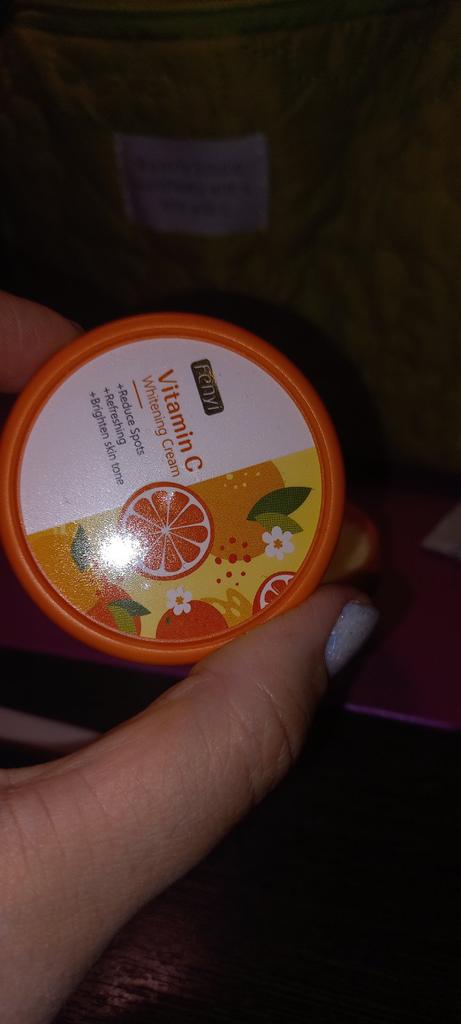 Fenyi
Vitamin C
Whitening Cream
+Reduce Spots
+Refreshing
+Brighten skin tone